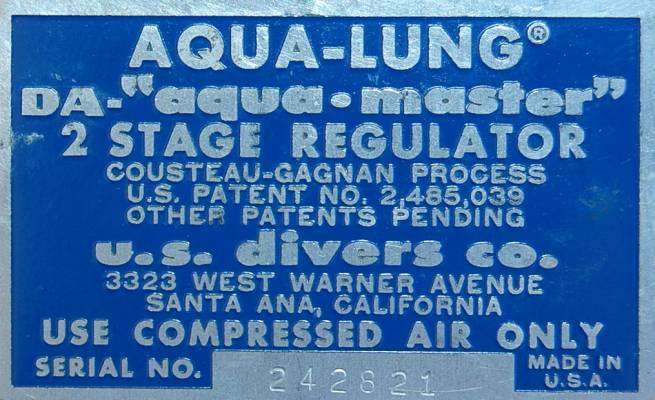 AQUA-LUNG®
DA-"aqua•master"
2 STAGE REGULATOR
COUSTEAU-GAGNAN PROCESS
U.S. PATENT NO. 2,485,039
OTHER PATENTS PENDING
u.s. divers co.
3323 WEST WARNER AVENUE
SANTA ANA, CALIFORNIA
USE COMPRESSED AIR ONLY
SERIAL NO. 242821 MADE IN
U.S.A.